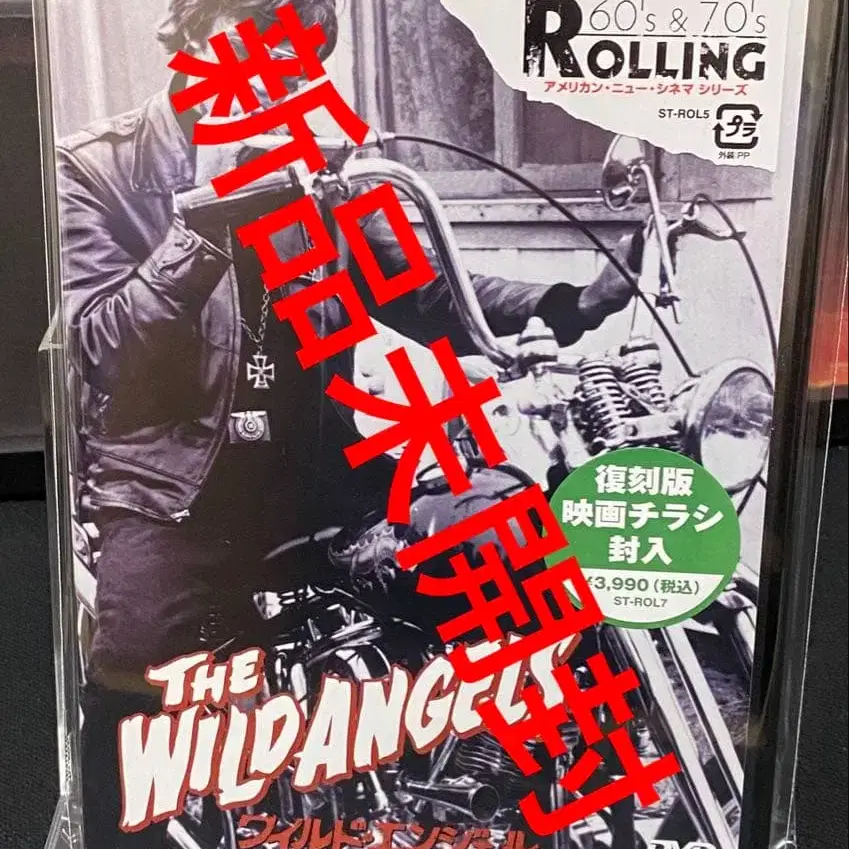 60's & 70's
ROLLING
アメリカン・ニュー・シネマ シリーズ
ST-ROL5
プラ
外装:PP
新品未開封
復刻版
映画チラシ
封入
¥3,990(税込)
ST-ROL7
THE
WILD ANGELS
ワイルド・エンジェル
DVD